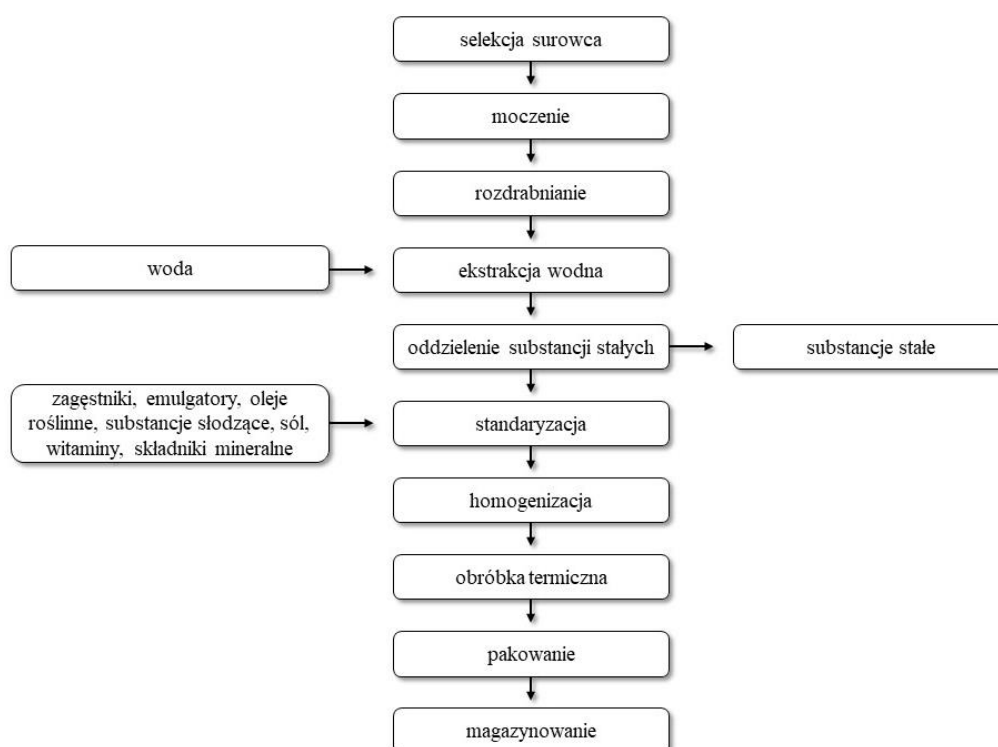 selekcja surowca
moczenie
rozdrabnianie
woda
ekstrakcja wodna
oddzielenie substancji stałych
substancje stałe
zagęstniki, emulgatory, oleje
roślinne, substancje słodzące, sól,
witaminy, składniki mineralne
standaryzacja
homogenizacja
obróbka termiczna
pakowanie
magazynowanie